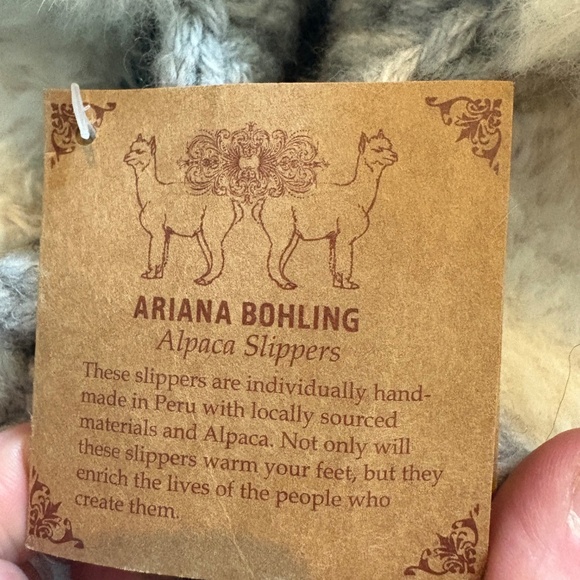 ARIANA BOHLING
Alpaca Slippers
These slippers are individually hand-
made in Peru with locally sourced
materials and Alpaca. Not only will
these slippers warm your feet, but they
enrich the lives of the people who
create them.